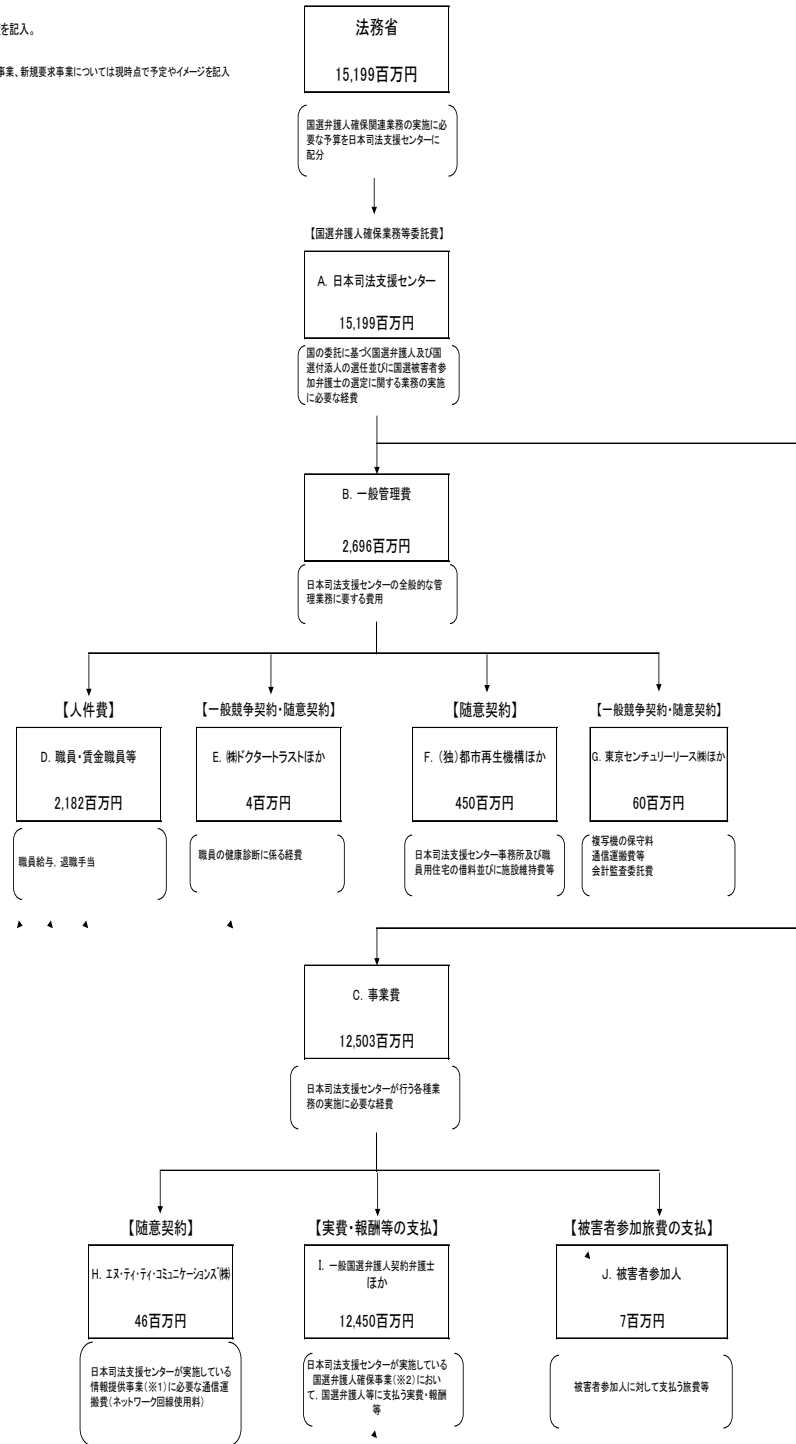 を記入。
事業、新規要求事業については現時点で予定やイメージを記入
法務省
15,199百万円
国選弁護人確保関連業務の実施に必
要な予算を日本司法支援センターに
配分
【国選弁護人確保業務等委託費】
A. 日本司法支援センター
15,199百万円
国の委託に基づく国選弁護人及び国
選付添人の選任並びに国選被害者参
加弁護士の選定に関する業務の実施
に必要な経費
B. 一般管理費
2,696百万円
日本司法支援センターの全般的な管
理業務に要する費用
【人件費】
D. 職員・賃金職員等
2,182百万円
職員給与、退職手当
【一般競争契約・随意契約】
E. ㈱ドクタートラストほか
4百万円
職員の健康診断に係る経費
【随意契約】
F. (独)都市再生機構ほか
450百万円
日本司法支援センター事務所及び職
員用住宅の借料並びに施設維持費等
【一般競争契約・随意契約】
G. 東京センチュリーリース㈱ほか
60百万円
複写機の保守料
通信運搬費等
会計監査委託費
C. 事業費
12,503百万円
日本司法支援センターが行う各種業
務の実施に必要な経費
【随意契約】
H. エヌ・ティ・ティ・コミュニケーションズ㈱
46百万円
日本司法支援センターが実施している
情報提供事業(※1)に必要な通信運
搬費(ネットワーク回線使用料)
【実費・報酬等の支払】
I. 一般国選弁護人契約弁護士
ほか
12,450百万円
日本司法支援センターが実施している
国選弁護人確保事業(※2)におい
て、国選弁護人等に支払う実費・報酬
等
【被害者参加旅費の支払】
J. 被害者参加人
7百万円
被害者参加人に対して支払う旅費等